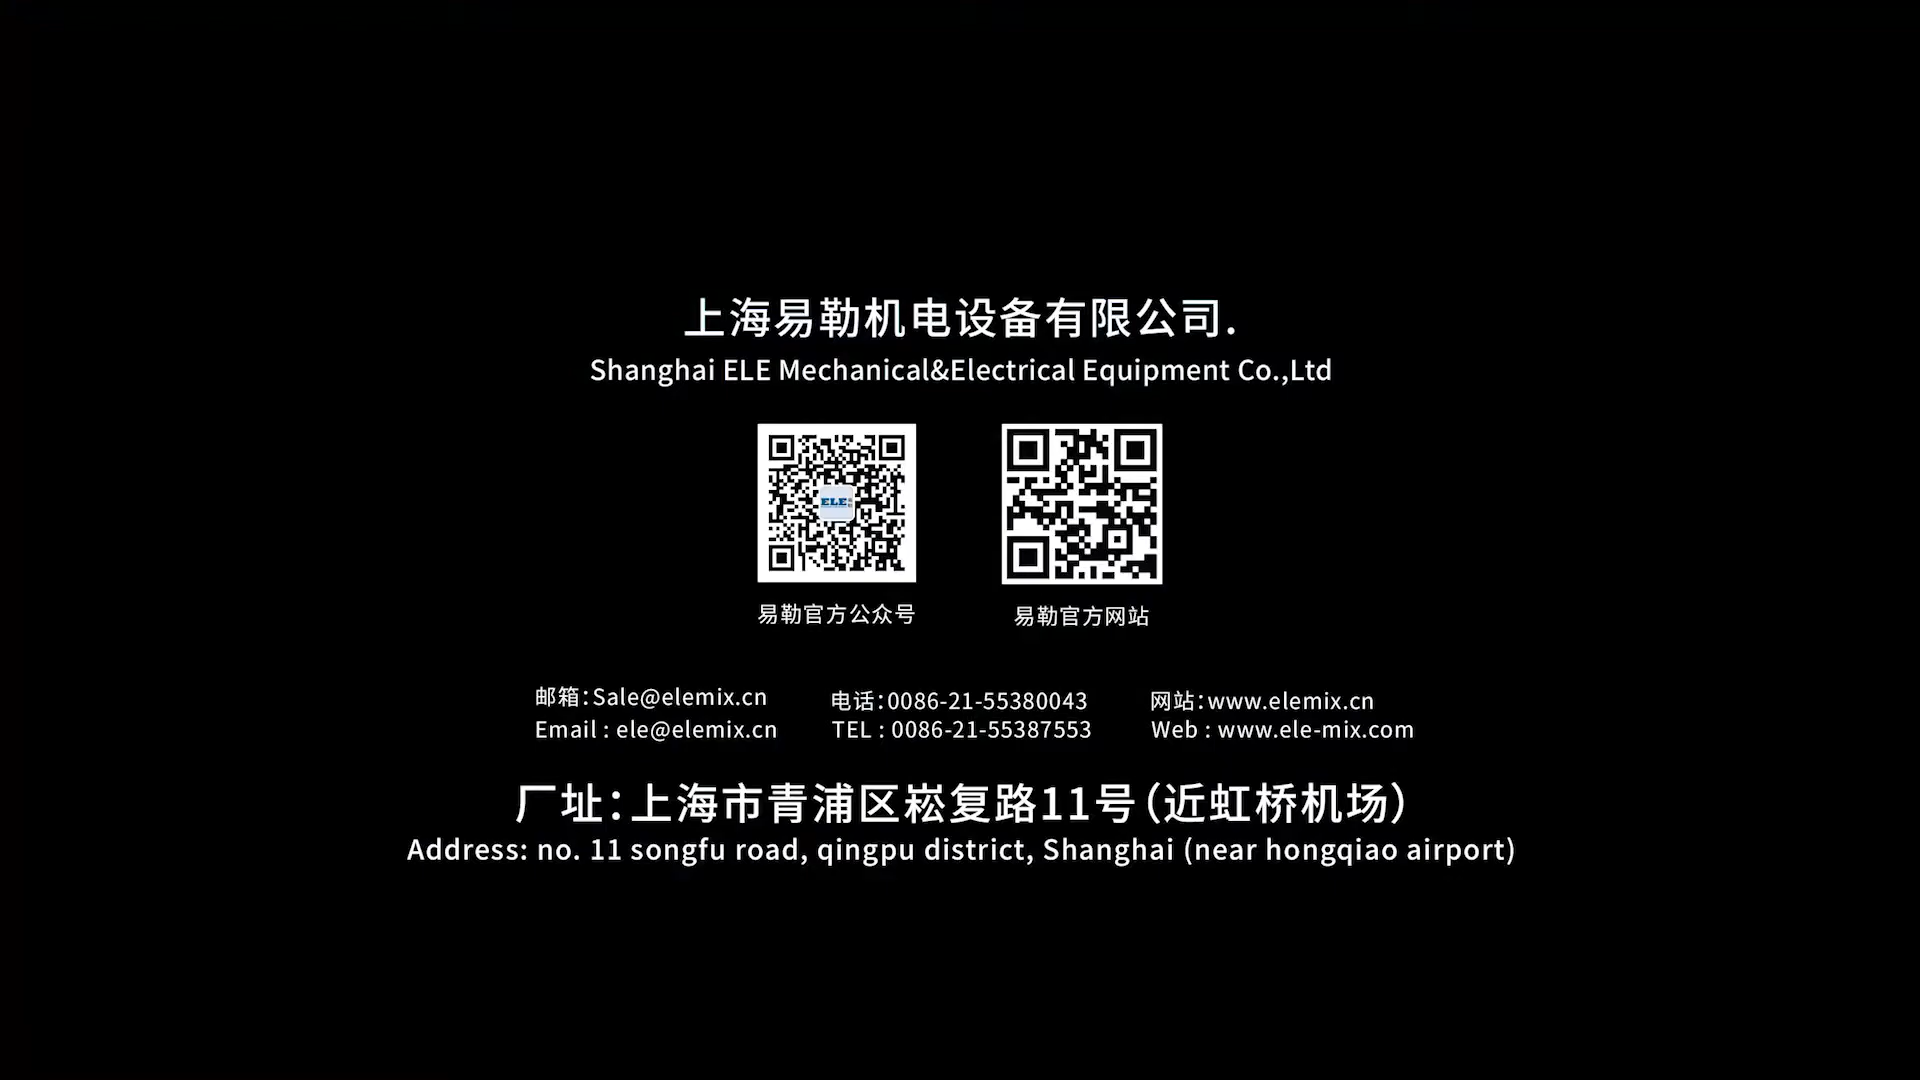 上海易勒机电设备有限公司.
Shanghai ELE Mechanical&Electrical Equipment Co.,Ltd
ELE
易勒官方公众号
易勒官方网站
邮箱：Sale@elemix.cn
Email : ele@elemix.cn
电话：0086-21-55380043
TEL : 0086-21-55387553
网站：www.elemix.cn
Web : www.ele-mix.com
厂址：上海市青浦区崧复路11号（近虹桥机场）
Address: no. 11 songfu road, qingpu district, Shanghai (near hongqiao airport)